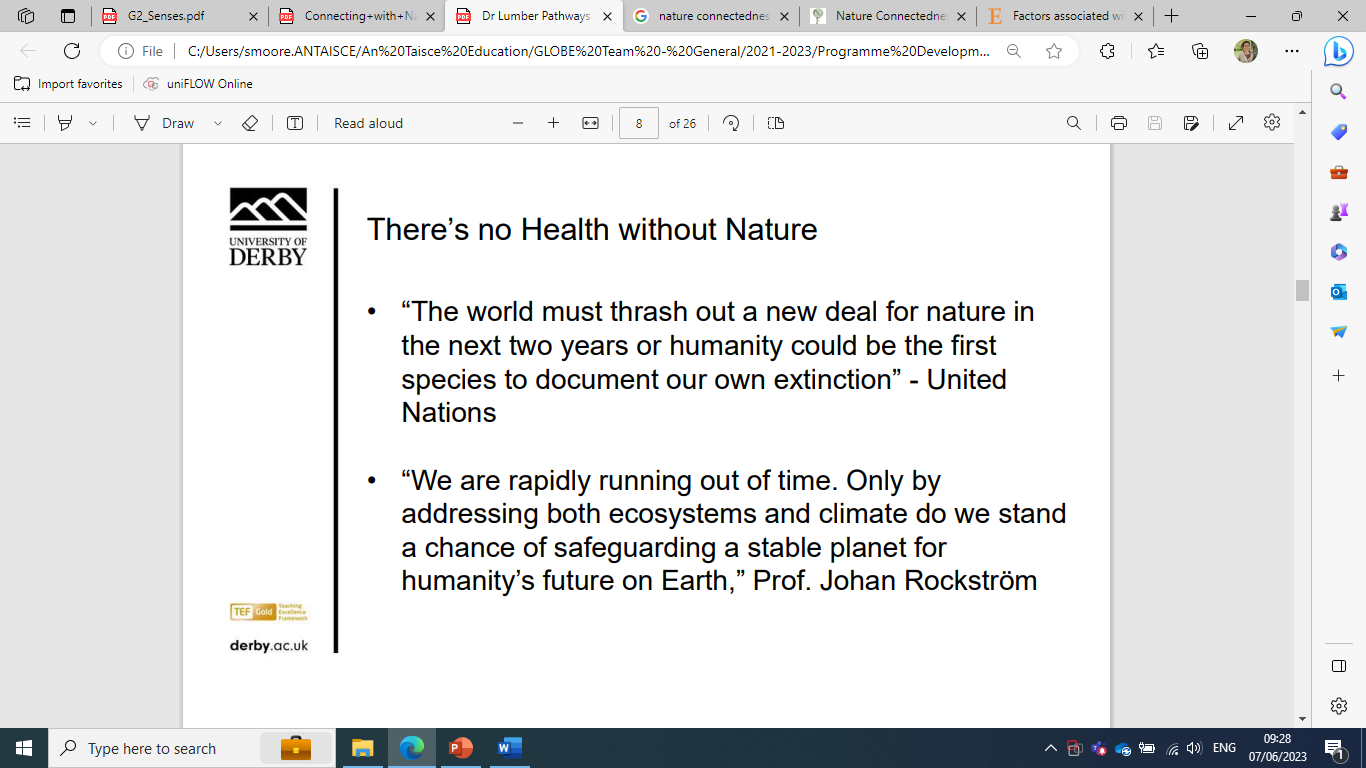 G2_Senses.pdf
Connecting+with+Na
Dr Lumber Pathways
nature connectednes
Nature Connectedne
Factors associated wi
File
C:/Users/smoore.ANTAISCE/An%20Taisce%20Education/GLOBE%20Team%20-%20General/2021-2023/Programme%20Developm...
Import favorites
uniFLOW Online
Draw
Read aloud
8
of 26
UNIVERSITY OF
DERBY
There’s no Health without Nature
• “The world must thrash out a new deal for nature in
the next two years or humanity could be the first
species to document our own extinction” - United
Nations
• “We are rapidly running out of time. Only by
addressing both ecosystems and climate do we stand
a chance of safeguarding a stable planet for
humanity’s future on Earth,” Prof. Johan Rockström
TEF Gold
Teaching
Excellence
Framework
derby.ac.uk
Type here to search
ENG
09:28
07/06/2023
1